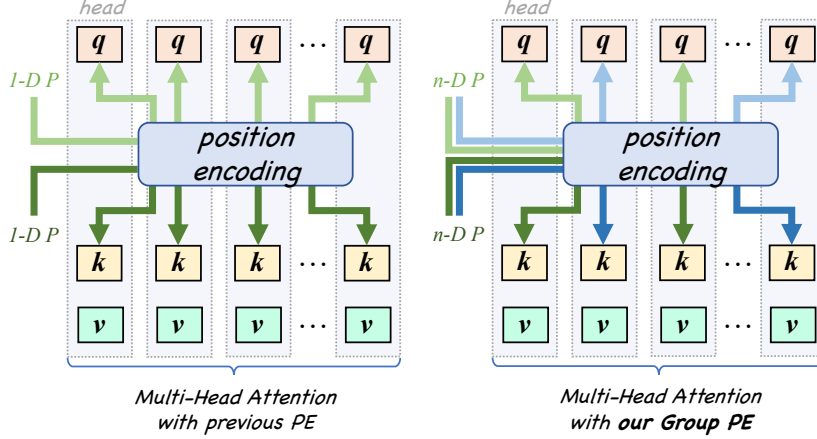 head
q q q ... q
1-D P
position
encoding
1-D P
k k k ... k
v v v ... v
Multi-Head Attention
with previous PE
head
q q q ... q
n-D P
position
encoding
n-D P
k k k ... k
v v v ... v
Multi-Head Attention
with our Group PE